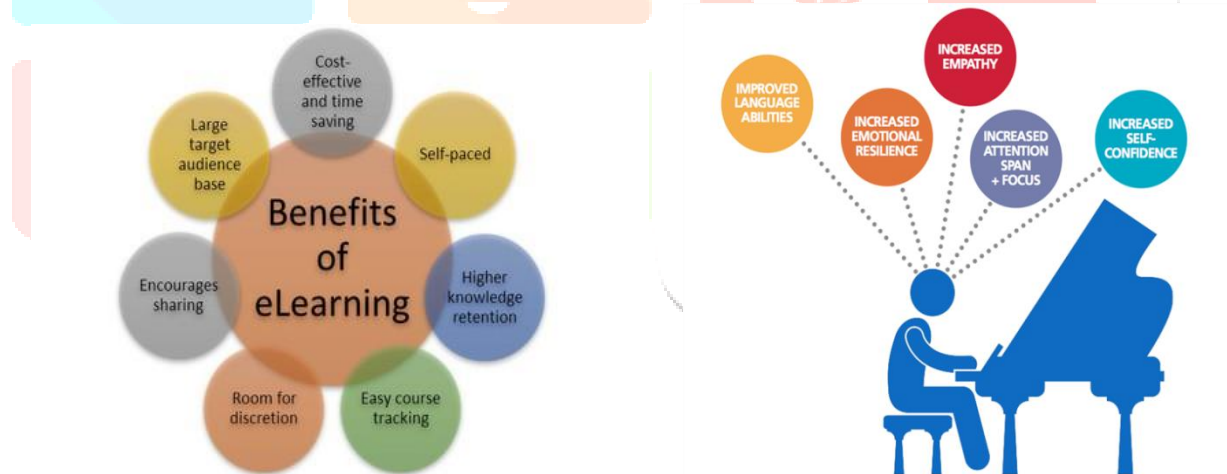 Cost-
effective
and time
saving
Self-paced
Higher
knowledge
retention
Easy course
tracking
Room for
discretion
Encourages
sharing
Large
target
audience
base
Benefits
of
eLearning
IMPROVED
LANGUAGE
ABILITIES
INCREASED
EMOTIONAL
RESILIENCE
INCREASED
EMPATHY
INCREASED
ATTENTION
SPAN
+ FOCUS
INCREASED
SELF-
CONFIDENCE